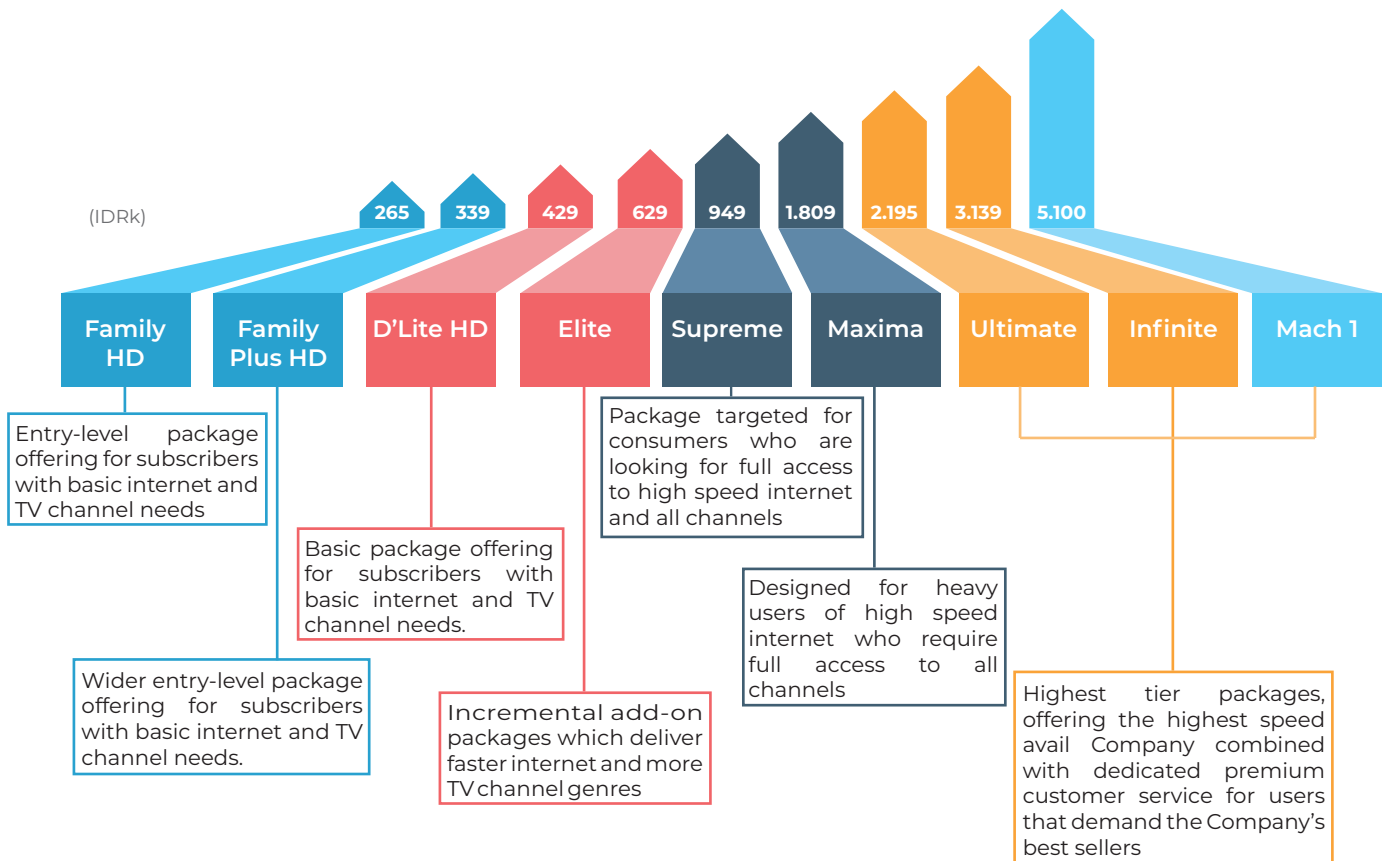 (IDRk)
265
339
429
629
949
1.809
2.195
3.139
5.100
Family
HD
Family
Plus HD
D’Lite HD
Elite
Supreme
Maxima
Ultimate
Infinite
Mach 1
Entry-level package
offering for subscribers
with basic internet and
TV channel needs
Wider entry-level package
offering for subscribers
with basic internet and TV
channel needs.
Basic package offering
for subscribers with
basic internet and TV
channel needs.
Incremental add-on
packages which deliver
faster internet and more
TV channel genres
Package targeted for
consumers who are
looking for full access
to high speed internet
and all channels
Designed for heavy
users of high speed
internet who require
full access to all
channels
Highest tier packages,
offering the highest speed
avail Company combined
with dedicated premium
customer service for users
that demand the Company’s
best sellers